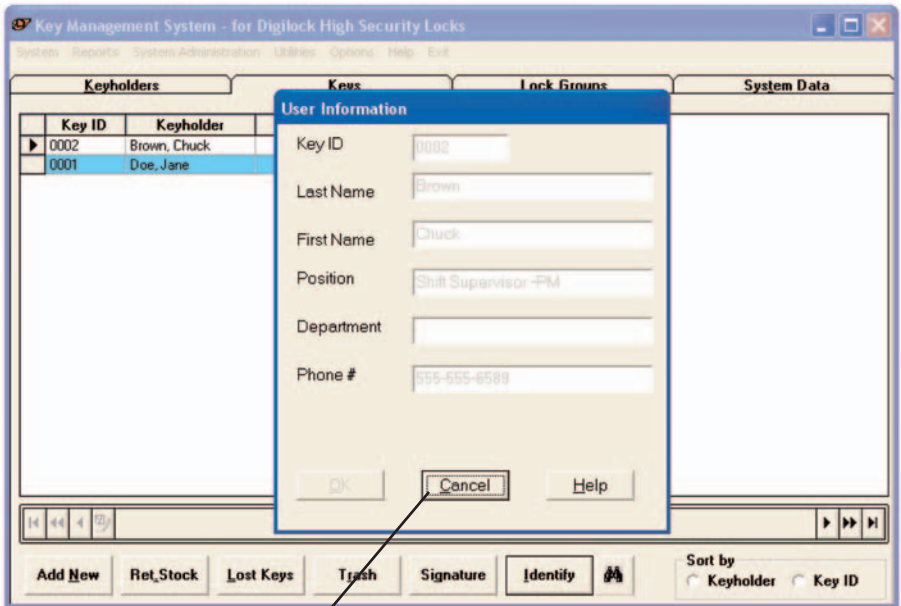 Key Management System - for Digilock High Security Locks
System Reports System Administration Utilities Options Help Exit
Keyholders Keys Lock Groups System Data
User Information
Key ID Keyholder
0002 Brown, Chuck
0001 Doe, Jane
Key ID 0002
Last Name Brown
First Name Chuck
Position Shift Supervisor -PM
Department
Phone # 555-555-6589
OK Cancel Help
Add New Ret_Stock Lost Keys Trash Signature Identify
Sort by
Keyholder Key ID